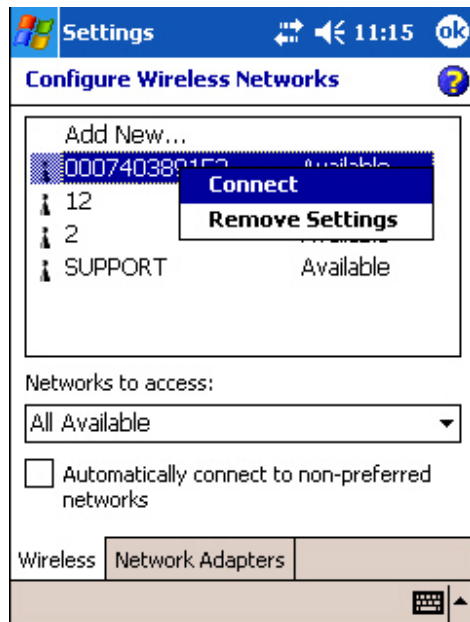 Settings 11:15 ok
Configure Wireless Networks
Add New...
Connect
12
Remove Settings
2
SUPPORT Available
Networks to access:
All Available
Automatically connect to non-preferred
networks
Wireless Network Adapters